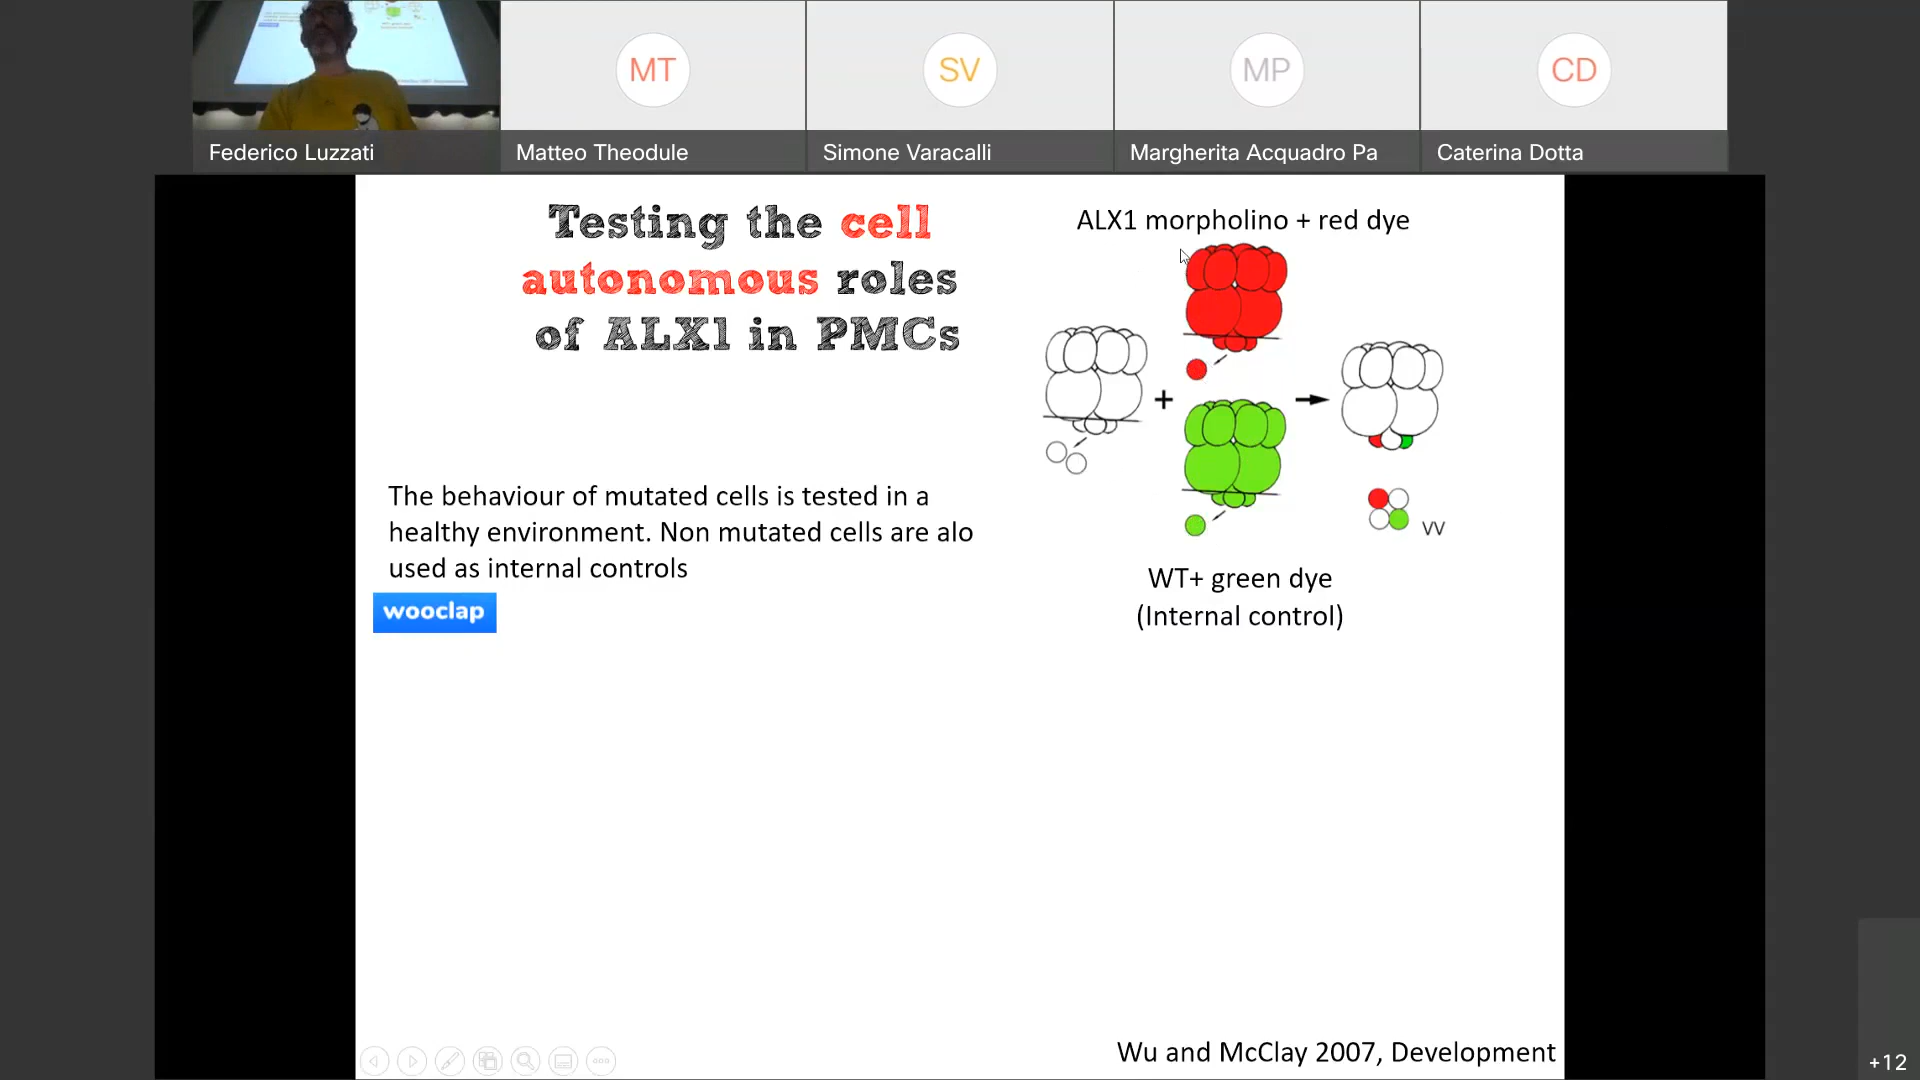 MT
SV
MP
CD
Federico Luzzati
Matteo Theodule
Simone Varacalli
Margherita Acquadro Pa
Caterina Dotta
Testing the cell
autonomous roles
of ALX1 in PMCs
ALX1 morpholino + red dye
+
The behaviour of mutated cells is tested in a
healthy environment. Non mutated cells are alo
used as internal controls
wooclap
VV
WT+ green dye
(Internal control)
Wu and McClay 2007, Development
+12